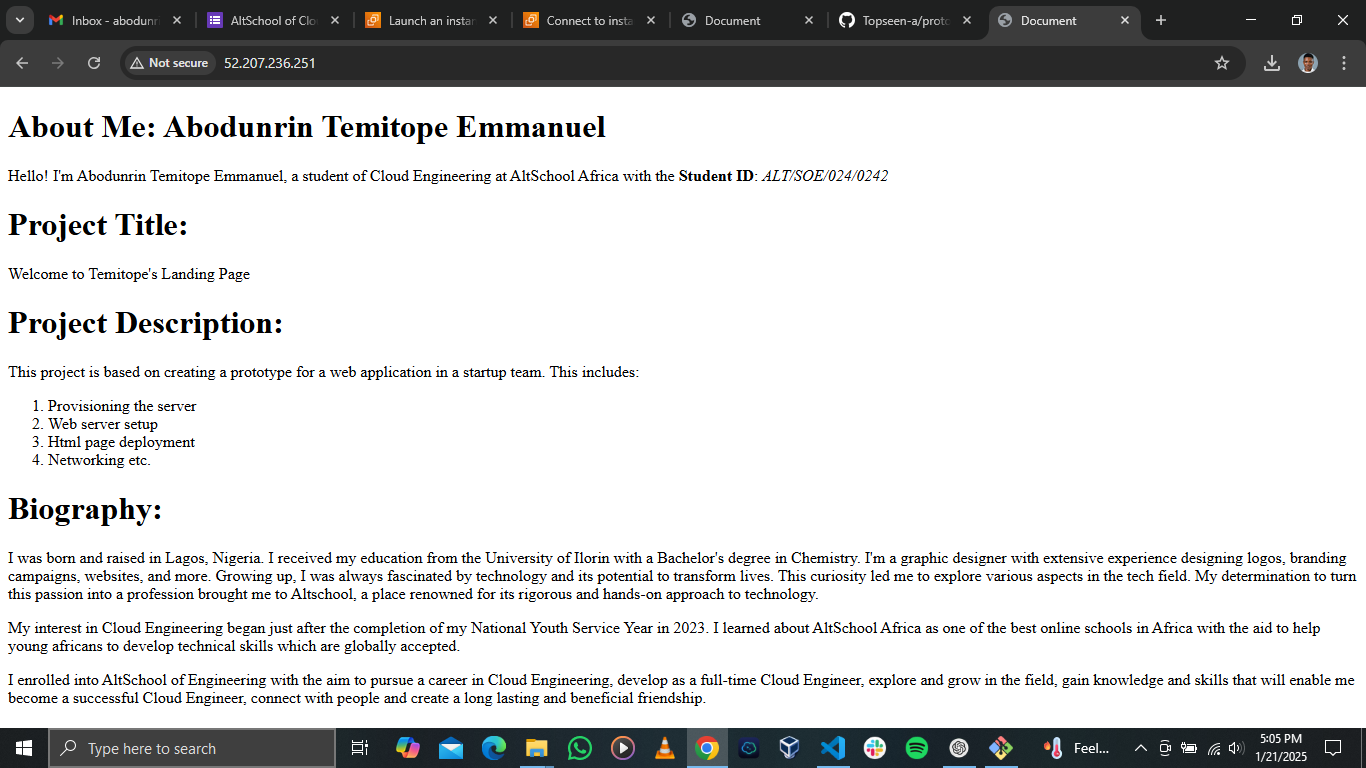 Inbox - abodunri
AltSchool of Clo
Launch an instan
Connect to insta
Document
Topseen-a/proto
Document
Not secure
52.207.236.251
About Me: Abodunrin Temitope Emmanuel
Hello! I'm Abodunrin Temitope Emmanuel, a student of Cloud Engineering at AltSchool Africa with the Student ID: ALT/SOE/024/0242
Project Title:
Welcome to Temitope's Landing Page
Project Description:
This project is based on creating a prototype for a web application in a startup team. This includes:
1. Provisioning the server
2. Web server setup
3. Html page deployment
4. Networking etc.
Biography:
I was born and raised in Lagos, Nigeria. I received my education from the University of Ilorin with a Bachelor's degree in Chemistry. I'm a graphic designer with extensive experience designing logos, branding
campaigns, websites, and more. Growing up, I was always fascinated by technology and its potential to transform lives. This curiosity led me to explore various aspects in the tech field. My determination to turn
this passion into a profession brought me to Altschool, a place renowned for its rigorous and hands-on approach to technology.
My interest in Cloud Engineering began just after the completion of my National Youth Service Year in 2023. I learned about AltSchool Africa as one of the best online schools in Africa with the aid to help
young africans to develop technical skills which are globally accepted.
I enrolled into AltSchool of Engineering with the aim to pursue a career in Cloud Engineering, develop as a full-time Cloud Engineer, explore and grow in the field, gain knowledge and skills that will enable me
become a successful Cloud Engineer, connect with people and create a long lasting and beneficial friendship.
Type here to search
Feel...
5:05 PM
1/21/2025